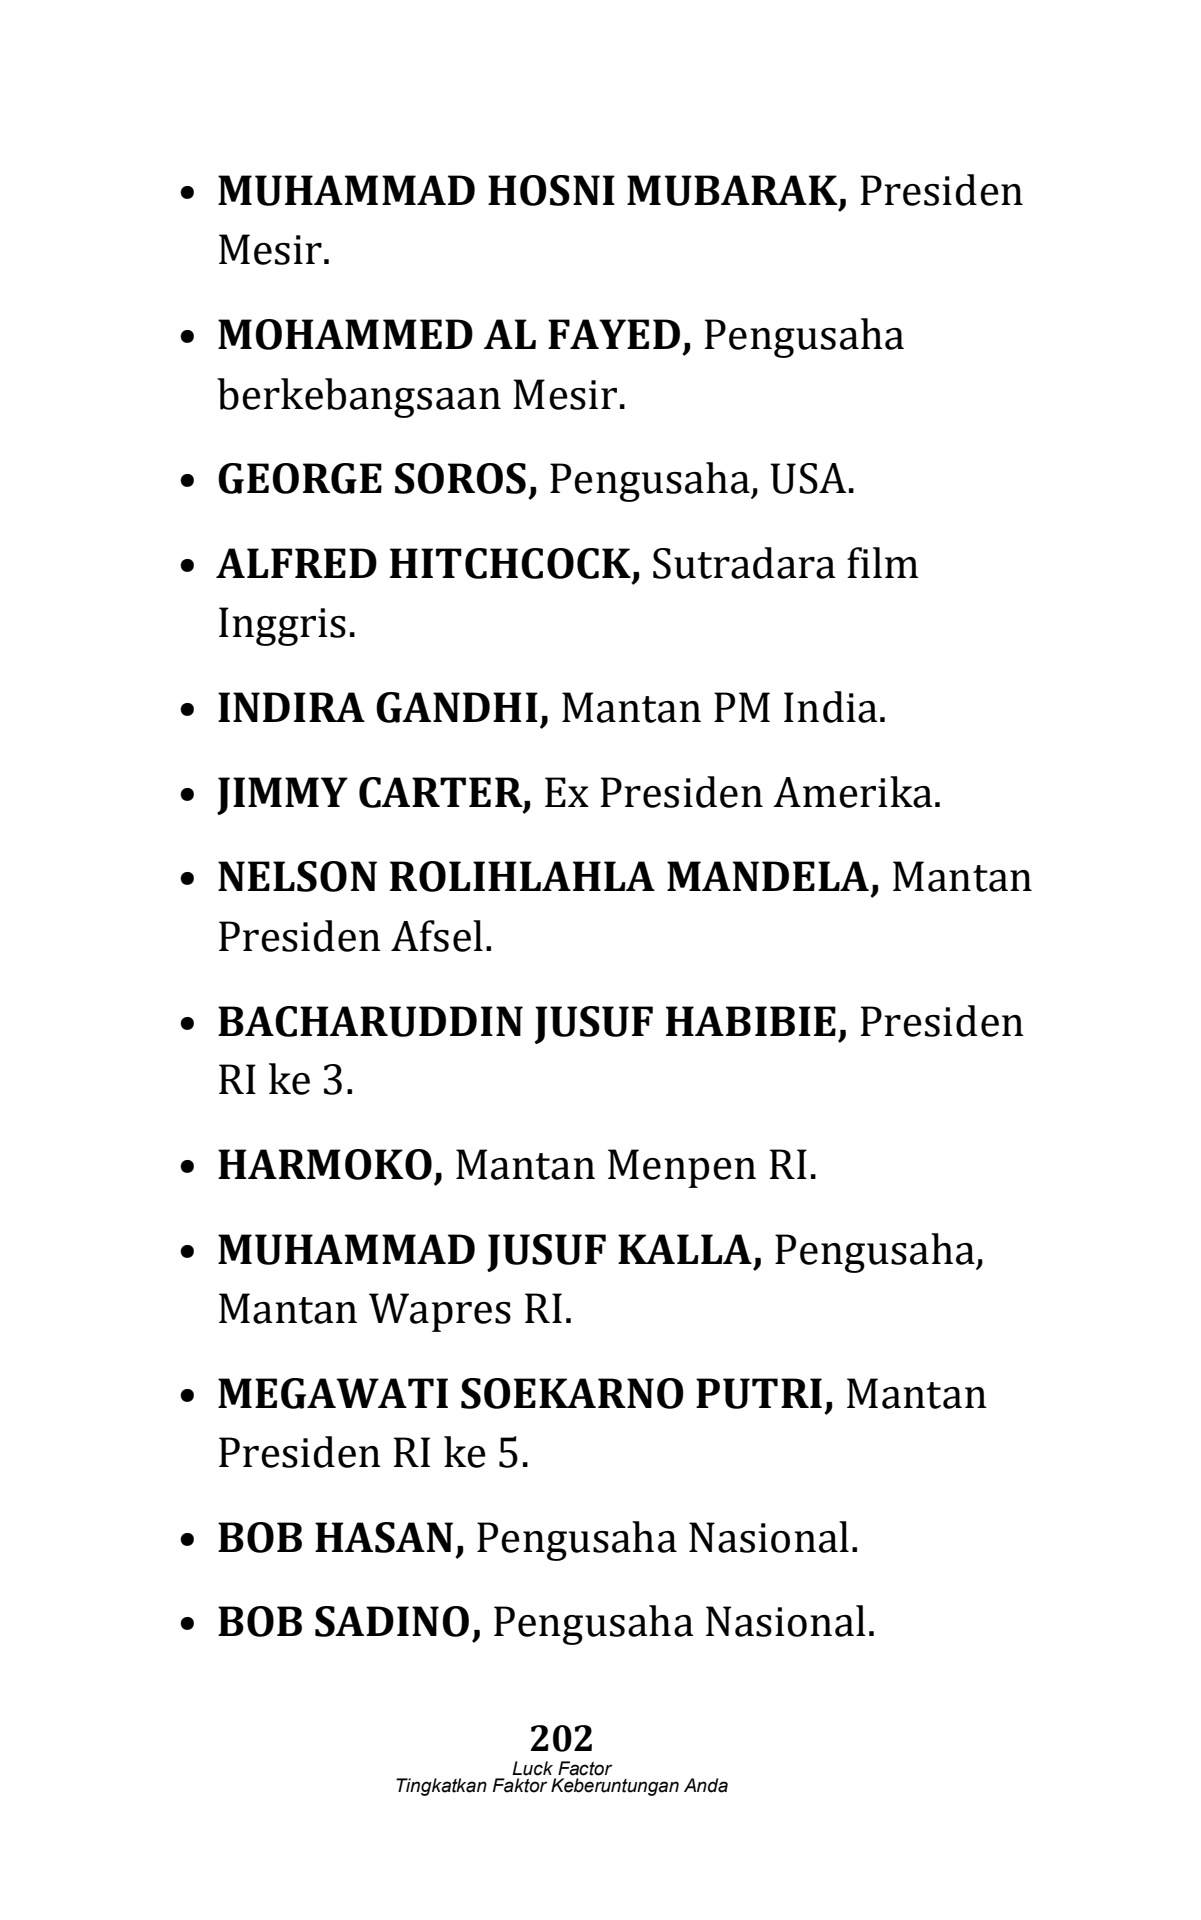 • MUHAMMAD HOSNI MUBARAK, Presiden
Mesir.
• MOHAMMED AL FAYED, Pengusaha
berkebangsaan Mesir.
• GEORGE SOROS, Pengusaha, USA.
• ALFRED HITCHCOCK, Sutradara film
Inggris.
• INDIRA GANDHI, Mantan PM India.
• JIMMY CARTER, Ex Presiden Amerika.
• NELSON ROLIHLAHLA MANDELA, Mantan
Presiden Afsel.
• BACHARUDDIN JUSUF HABIBIE, Presiden
RI ke 3.
• HARMOKO, Mantan Menpen RI.
• MUHAMMAD JUSUF KALLA, Pengusaha,
Mantan Wapres RI.
• MEGAWATI SOEKARNO PUTRI, Mantan
Presiden RI ke 5.
• BOB HASAN, Pengusaha Nasional.
• BOB SADINO, Pengusaha Nasional.
202
Luck Factor
Tingkatkan Faktor Keberuntungan Anda